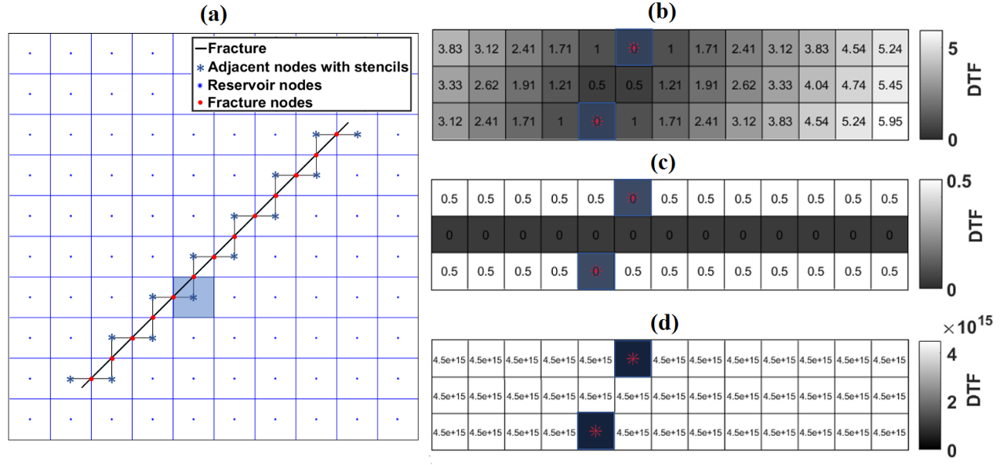 (a)
Fracture
Adjacent nodes with stencils
Reservoir nodes
Fracture nodes
(b)
3.83 3.12 2.41 1.71 1 0 1 1.71 2.41 3.12 3.83 4.54 5.24
3.33 2.62 1.91 1.21 0.5 0.5 1.21 1.91 2.62 3.33 4.04 4.74 5.45
3.12 2.41 1.71 1 0 1 1.71 2.41 3.12 3.83 4.54 5.24 5.95
5
0
DTF
(c)
0.5 0.5 0.5 0.5 0.5 0 0.5 0.5 0.5 0.5 0.5 0.5 0.5
0 0 0 0 0 0 0 0 0 0 0 0 0
0.5 0.5 0.5 0.5 0 0.5 0.5 0.5 0.5 0.5 0.5 0.5 0.5
0.5
0
DTF
(d)
4.5e+15 4.5e+15 4.5e+15 4.5e+15 4.5e+15 4.5e+15 4.5e+15 4.5e+15 4.5e+15 4.5e+15 4.5e+15 4.5e+15
4.5e+15 4.5e+15 4.5e+15 4.5e+15 4.5e+15 4.5e+15 4.5e+15 4.5e+15 4.5e+15 4.5e+15 4.5e+15 4.5e+15 4.5e+15
4.5e+15 4.5e+15 4.5e+15 4.5e+15 4.5e+15 4.5e+15 4.5e+15 4.5e+15 4.5e+15 4.5e+15 4.5e+15 4.5e+15
×10¹⁵
4
2
0
DTF